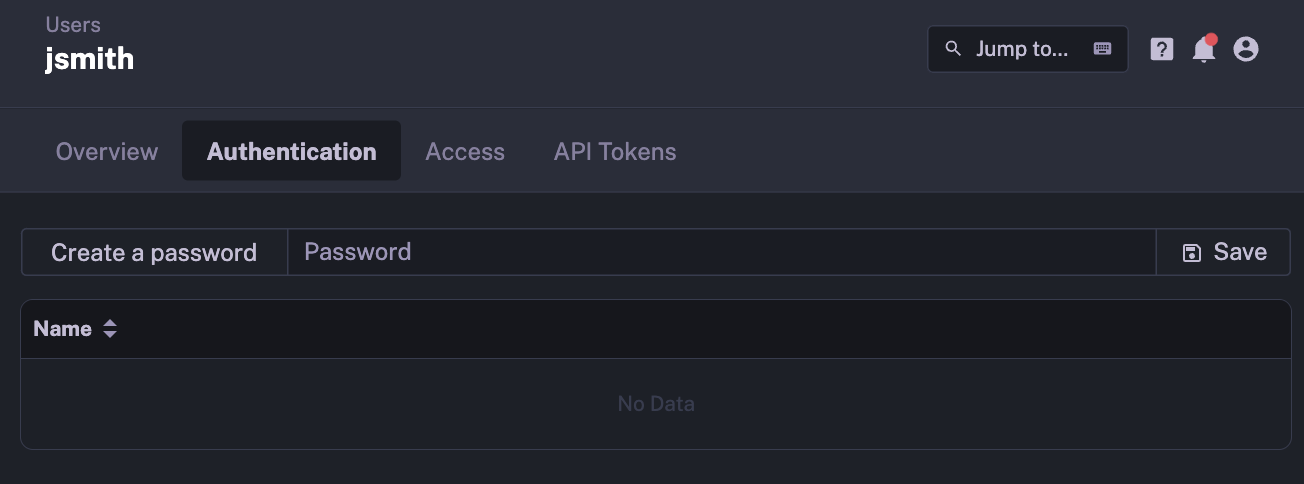 Users
jsmith
Jump to...
Overview Authentication Access API Tokens
Create a password Password Save
Name
No Data